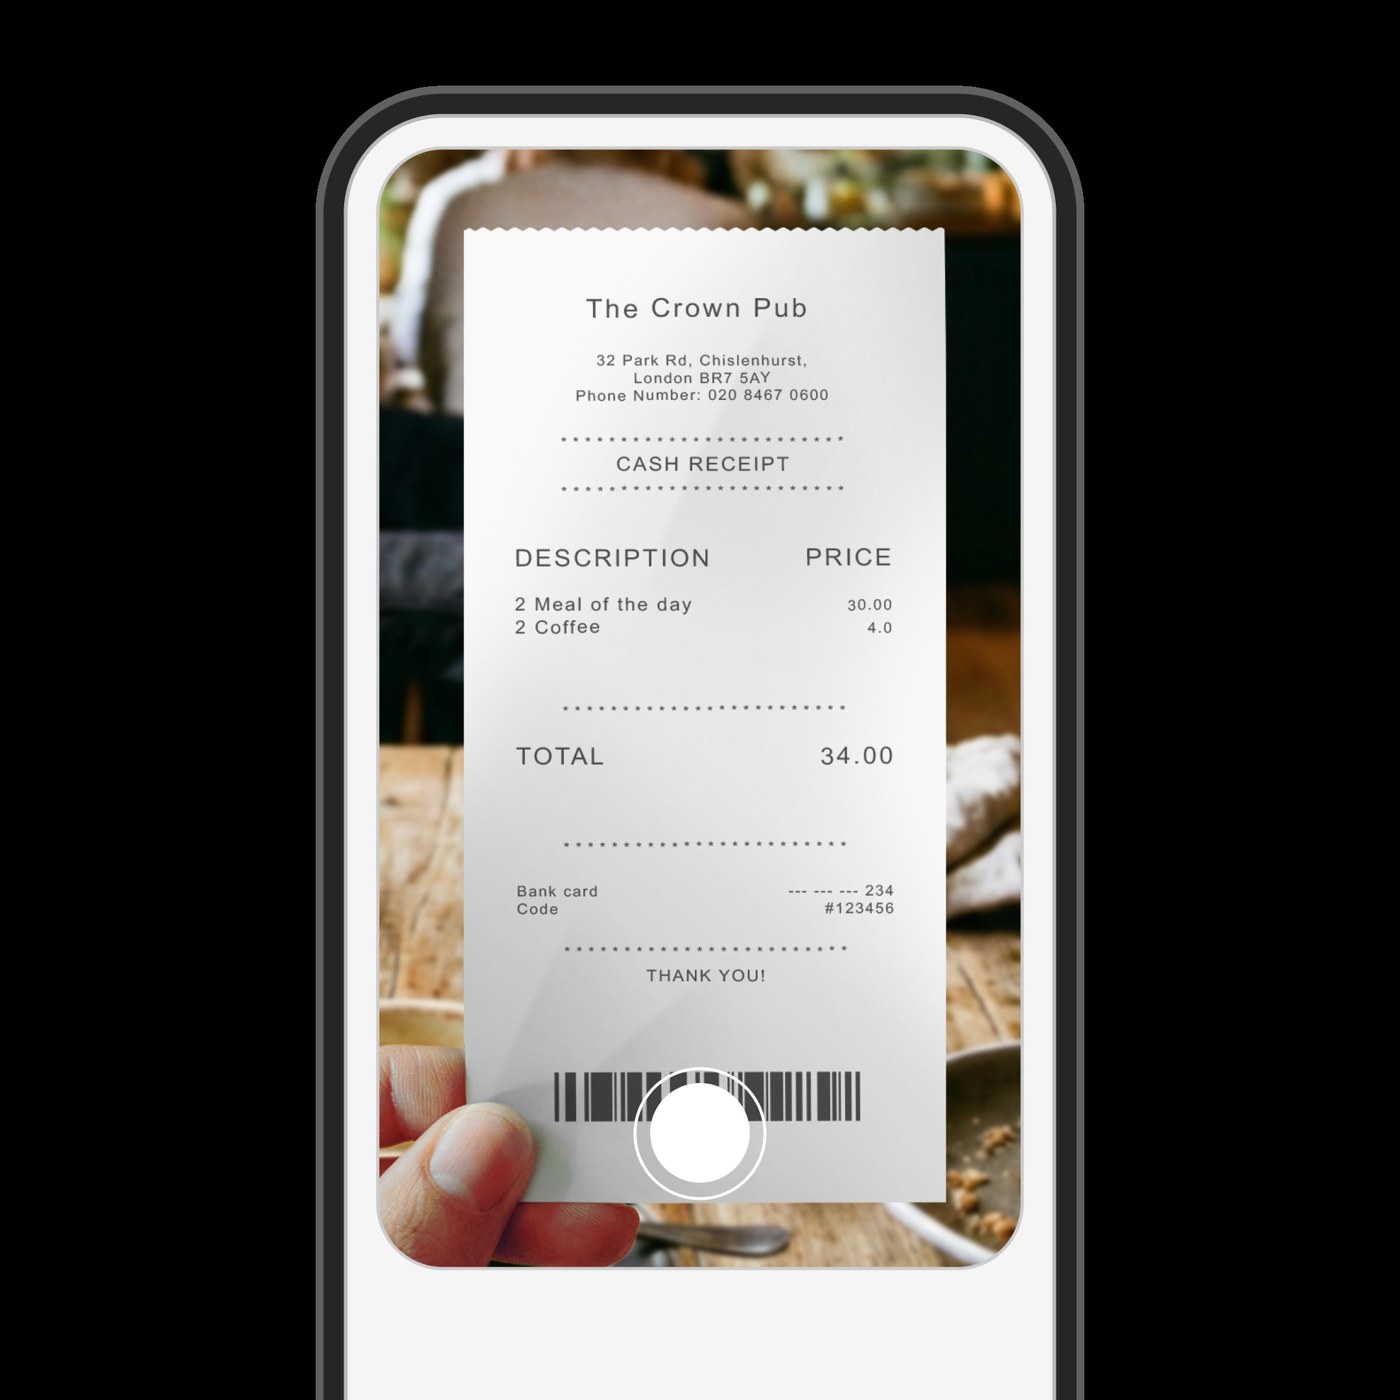 The Crown Pub
32 Park Rd, Chislenhurst,
London BR7 5AY
Phone Number: 020 8467 0600
************************
CASH RECEIPT
************************
DESCRIPTION PRICE
2 Meal of the day 30.00
2 Coffee 4.0
************************
TOTAL 34.00
************************
Bank card --- --- --- 234
Code #123456
************************
THANK YOU!